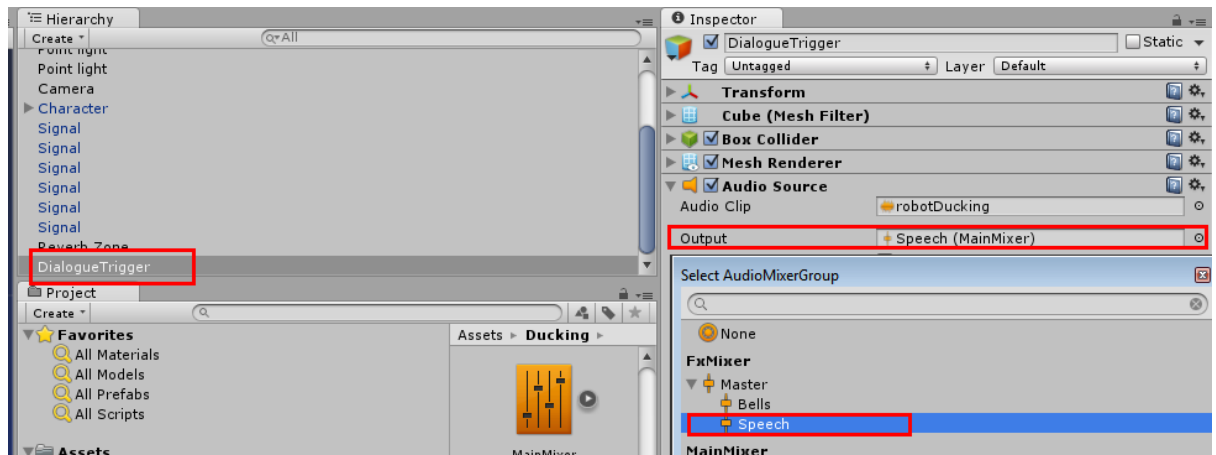 Hierarchy
Create
All
Point light
Point light
Camera
Character
Signal
Signal
Signal
Signal
Signal
Signal
Reverb Zone
DialogueTrigger
Project
Create
Favorites
All Materials
All Models
All Prefabs
All Scripts
Assets
Assets Ducking
MainMixer
Inspector
DialogueTrigger Static
Tag Untagged Layer Default
Transform
Cube (Mesh Filter)
Box Collider
Mesh Renderer
Audio Source
Audio Clip robotDucking
Output Speech (MainMixer)
Select AudioMixerGroup
None
FxMixer
Master
Bells
Speech
MainMixer